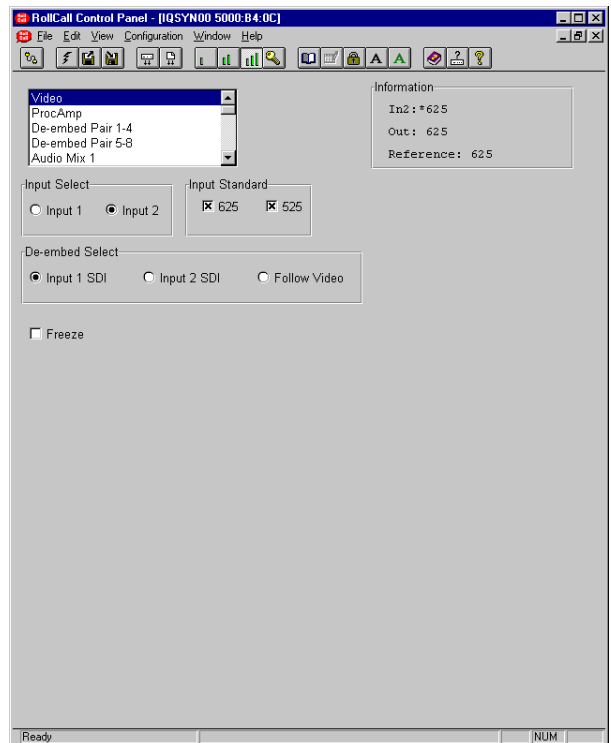 RollCall Control Panel - [IQSYN00 5000:B4:0C]
File Edit View Configuration Window Help
A A ? ?
Video
ProcAmp
De-embed Pair 1-4
De-embed Pair 5-8
Audio Mix 1
Information
In2:*625
Out: 625
Reference: 625
Input Select
Input 1 Input 2
Input Standard
625 525
De-embed Select
Input 1 SDI Input 2 SDI Follow Video
Freeze
Ready NUM